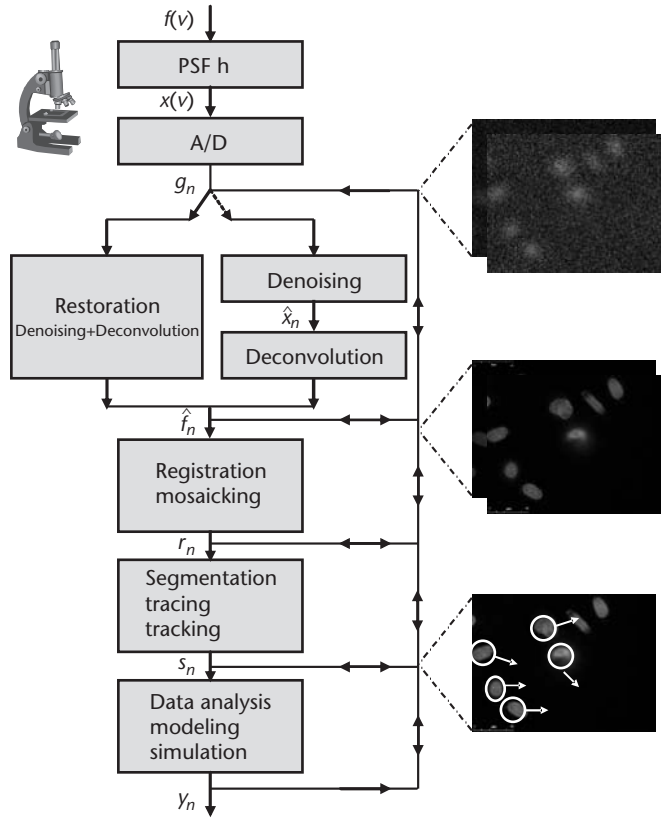 f(v)
PSF h
x(v)
A/D
gₙ
Restoration
Denoising+Deconvolution
Denoising
x̂ₙ
Deconvolution
f̂ₙ
Registration
mosaicking
rₙ
Segmentation
tracing
tracking
sₙ
Data analysis
modeling
simulation
yₙ